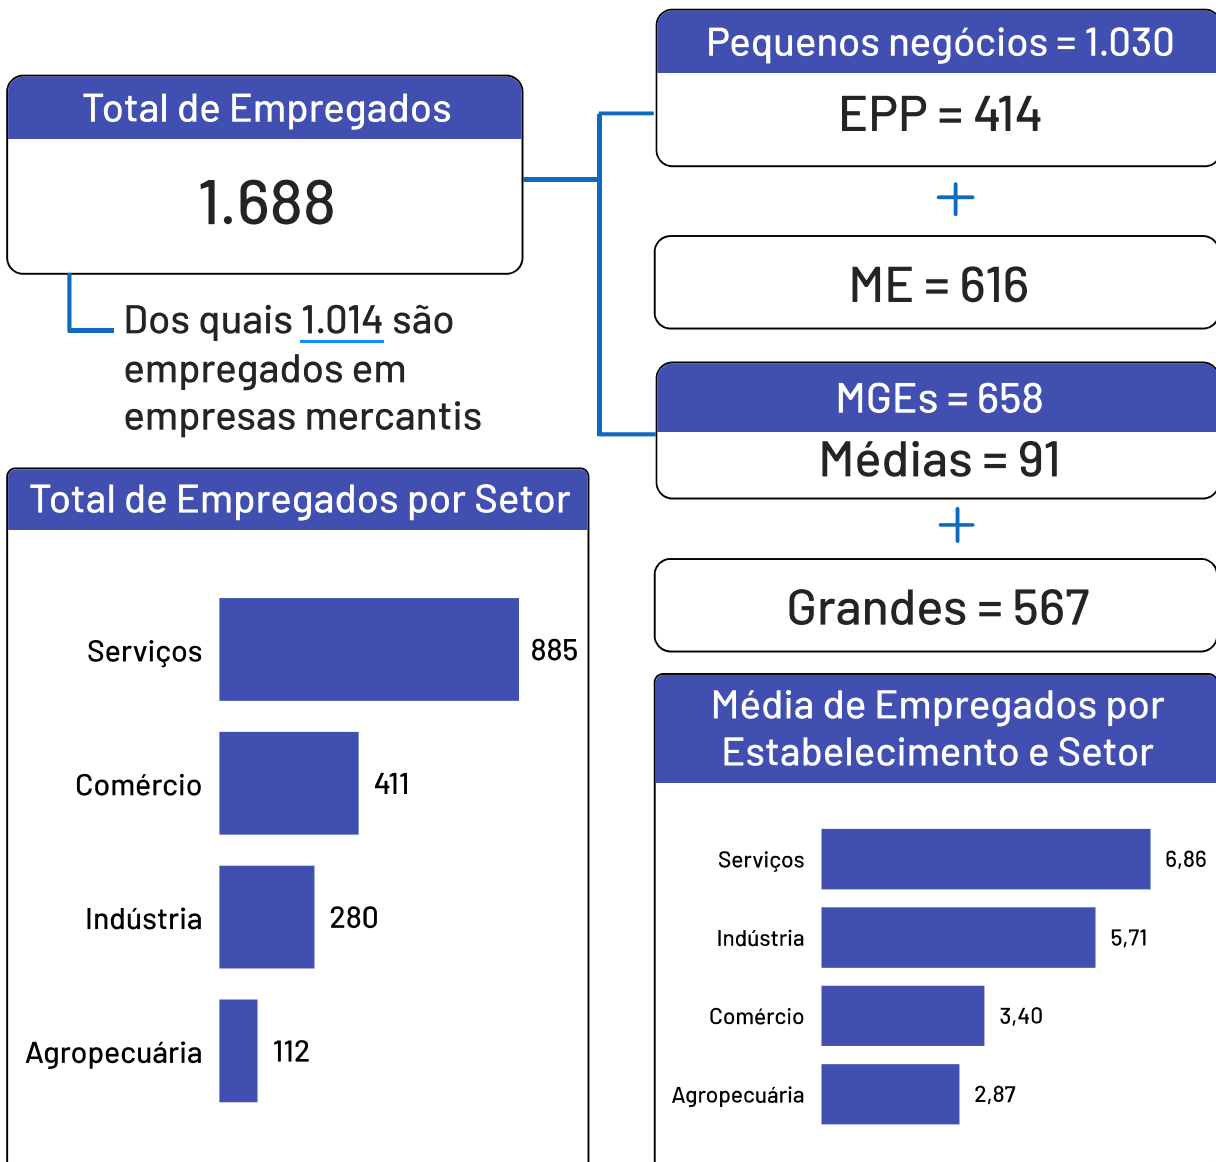 Total de Empregados
1.688
Dos quais 1.014 são
empregados em
empresas mercantis
Pequenos negócios = 1.030
EPP = 414
+
ME = 616
MGEs = 658
Médias = 91
+
Grandes = 567
Total de Empregados por Setor
Serviços 885
Comércio 411
Indústria 280
Agropecuária 112
Média de Empregados por
Estabelecimento e Setor
Serviços 6,86
Indústria 5,71
Comércio 3,40
Agropecuária 2,87